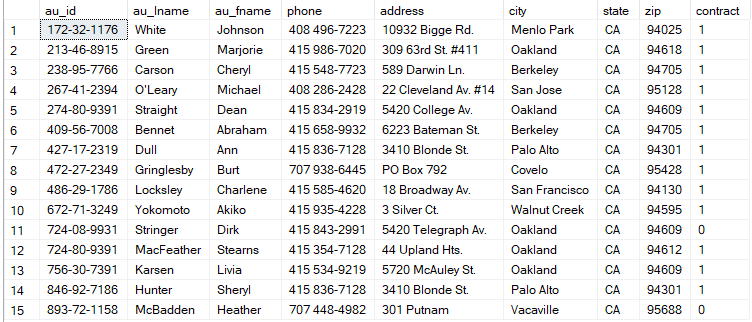 au_id au_lname au_fname phone address city state zip contract
1 172-32-1176 White Johnson 408 496-7223 10932 Bigge Rd. Menlo Park CA 94025 1
2 213-46-8915 Green Marjorie 415 986-7020 309 63rd St. #411 Oakland CA 94618 1
3 238-95-7766 Carson Cheryl 415 548-7723 589 Darwin Ln. Berkeley CA 94705 1
4 267-41-2394 O'Leary Michael 408 286-2428 22 Cleveland Av. #14 San Jose CA 95128 1
5 274-80-9391 Straight Dean 415 834-2919 5420 College Av. Oakland CA 94609 1
6 409-56-7008 Bennet Abraham 415 658-9932 6223 Bateman St. Berkeley CA 94705 1
7 427-17-2319 Dull Ann 415 836-7128 3410 Blonde St. Palo Alto CA 94301 1
8 472-27-2349 Gringlesby Burt 707 938-6445 PO Box 792 Covelo CA 95428 1
9 486-29-1786 Locksley Charlene 415 585-4620 18 Broadway Av. San Francisco CA 94130 1
10 672-71-3249 Yokomoto Akiko 415 935-4228 3 Silver Ct. Walnut Creek CA 94595 1
11 724-08-9931 Stringer Dirk 415 843-2991 5420 Telegraph Av. Oakland CA 94609 0
12 724-80-9391 MacFeather Stearns 415 354-7128 44 Upland Hts. Oakland CA 94612 1
13 756-30-7391 Karsen Livia 415 534-9219 5720 McAuley St. Oakland CA 94609 1
14 846-92-7186 Hunter Sheryl 415 836-7128 3410 Blonde St. Palo Alto CA 94301 1
15 893-72-1158 McBadden Heather 707 448-4982 301 Putnam Vacaville CA 95688 0